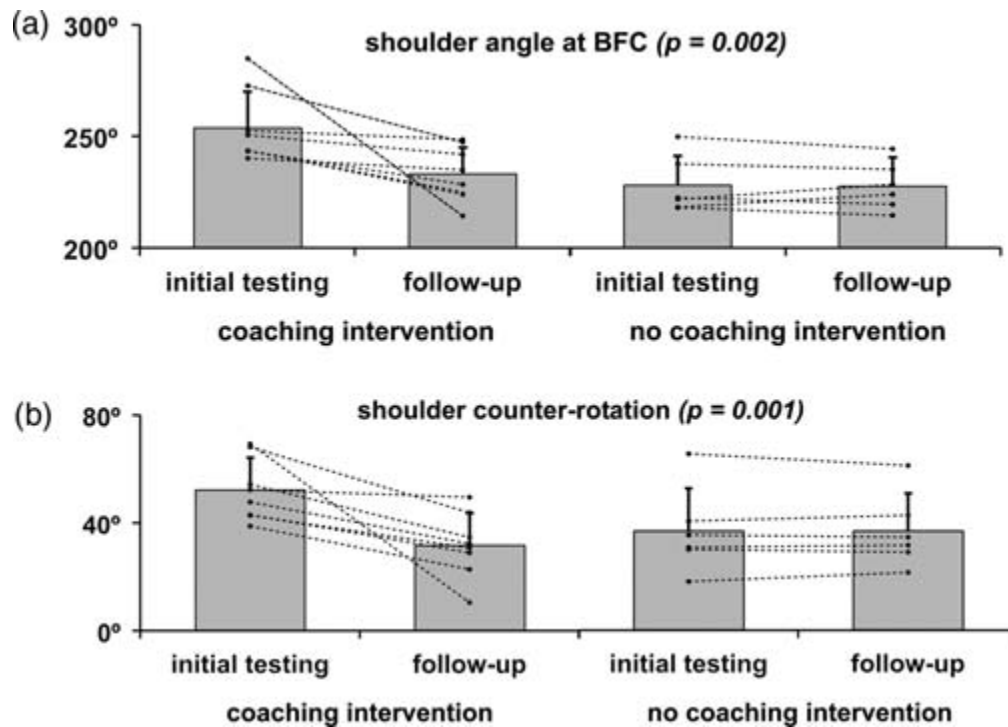 (a)
300º
shoulder angle at BFC (p = 0.002)
250º
200º
initial testing follow-up initial testing follow-up
coaching intervention no coaching intervention
(b)
80º
shoulder counter-rotation (p = 0.001)
40º
0º
initial testing follow-up initial testing follow-up
coaching intervention no coaching intervention